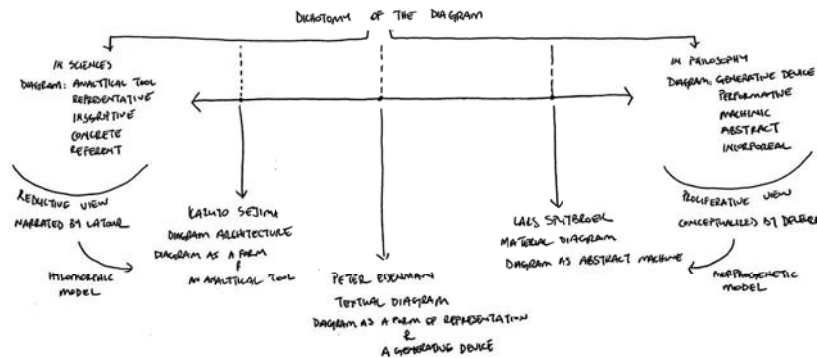 DICHOTOMY OF THE DIAGRAM
IN SCIENCES
DIAGRAM: ANALYTICAL TOOL
REPRESENTATIVE
INSCRIPTIVE
CONCRETE
REFERENT
REDUCTIVE VIEW
NARRATED BY LATOUR
HYLOMORPHIC
MODEL
KAZUYO SEJIMA
DIAGRAM ARCHITECTURE
DIAGRAM AS A FORM
&
AN ANALYTICAL TOOL
PETER EISENMAN
TEXTUAL DIAGRAM
DIAGRAM AS A FORM OF REPRESENTATION
&
A GENERATIVE DEVICE
LARS SPUYBROEK
MATERIAL DIAGRAM
DIAGRAM AS ABSTRACT MACHINE
IN PHILOSOPHY
DIAGRAM: GENERATIVE DEVICE
PERFORMATIVE
MACHINIC
ABSTRACT
INCORPOREAL
PROLIFERATIVE VIEW
CONCEPTUALIZED BY
MORPHOGENETIC
MODEL